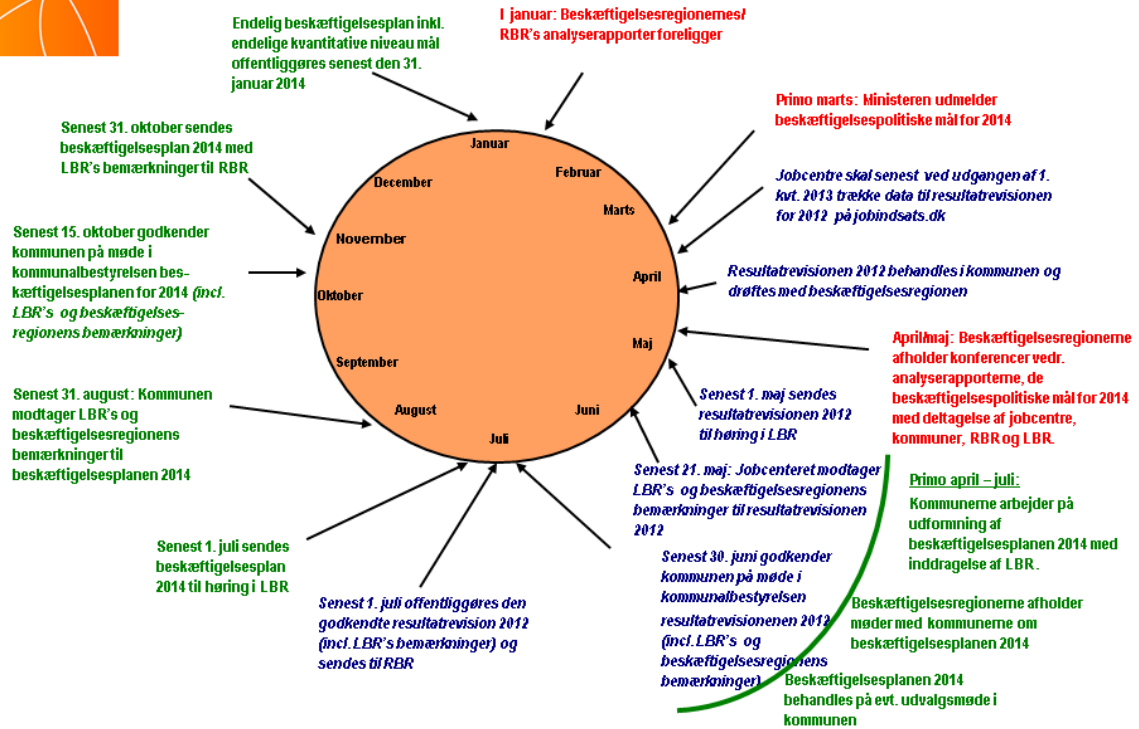 Endelig beskæftigelsesplan inkl.
endelige kvantitative niveau mål
offentliggøres senest den 31.
januar 2014
I januar: Beskæftigelsesregionernes/
RBR's analyserapporter foreligger
Primo marts: Ministeren udmelder
beskæftigelsespolitiske mål for 2014
Jobcentre skal senest ved udgangen af 1.
kvt. 2013 trække data til resultatrevisionen
for 2012 på jobindsats.dk
Resultatrevisionen 2012 behandles i kommunen og
drøftes med beskæftigelsesregionen
April/maj: Beskæftigelsesregionerne
afholder konferencer vedr.
analyserapporterne, de
beskæftigelsespolitiske mål for 2014
med deltagelse af jobcentre,
kommuner, RBR og LBR.
Senest 1. maj sendes
resultatrevisionen 2012
til høring i LBR
Senest 21. maj: Jobcenteret modtager
LBR's og beskæftigelsesregionens
bemærkninger til resultatrevisionen
2012
Primo april – juli:
Kommunerne arbejder på
udformning af
beskæftigelsesplanen 2014 med
inddragelse af LBR.
Beskæftigelsesregionerne afholder
møder med kommunerne om
beskæftigelsesplanen 2014
Beskæftigelsesplanen 2014
behandles på evt. udvalgsmøde i
kommunen
Senest 30. juni godkender
kommunen på møde i
kommunalbestyrelsen
resultatrevisionenen 2012
(incl. LBR's og
beskæftigelsesregionens
bemærkninger)
Senest 1. juli offentliggøres den
godkendte resultatrevision 2012
(incl. LBR's bemærkninger) og
sendes til RBR
Senest 1. juli sendes
beskæftigelsesplan
2014 til høring i LBR
Senest 31. august: Kommunen
modtager LBR's og
beskæftigelsesregionens
bemærkninger til
beskæftigelsesplanen 2014
Senest 15. oktober godkender
kommunen på møde i
kommunalbestyrelsen bes-
kæftigelsesplanen for 2014 (incl.
LBR's og beskæftigelses-
regionens bemærkninger)
Senest 31. oktober sendes
beskæftigelsesplan 2014 med
LBR's bemærkninger til RBR
Januar
Februar
Marts
April
Maj
Juni
Juli
August
September
Oktober
November
December